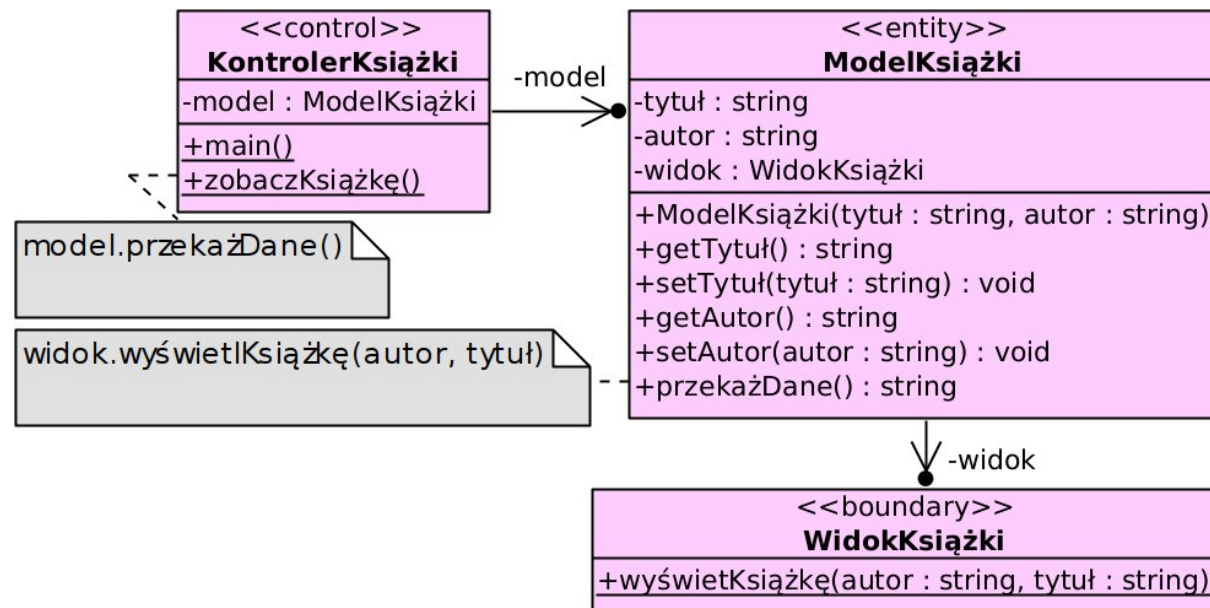 <<control>>
KontrolerKsiążki
-model : ModelKsiążki
+main()
+zobaczKsiążkę()
-model
<<entity>>
ModelKsiążki
-tytuł : string
-autor : string
-widok : WidokKsiążki
+ModelKsiążki(tytuł : string, autor : string)
+getTytuł() : string
+setTytuł(tytuł : string) : void
+getAutor() : string
+setAutor(autor : string) : void
+przekażDane() : string
model.przekażDane()
widok.wyświetlKsiążkę(autor, tytuł)
-widok
<<boundary>>
WidokKsiążki
+wyświetKsiążkę(autor : string, tytuł : string)